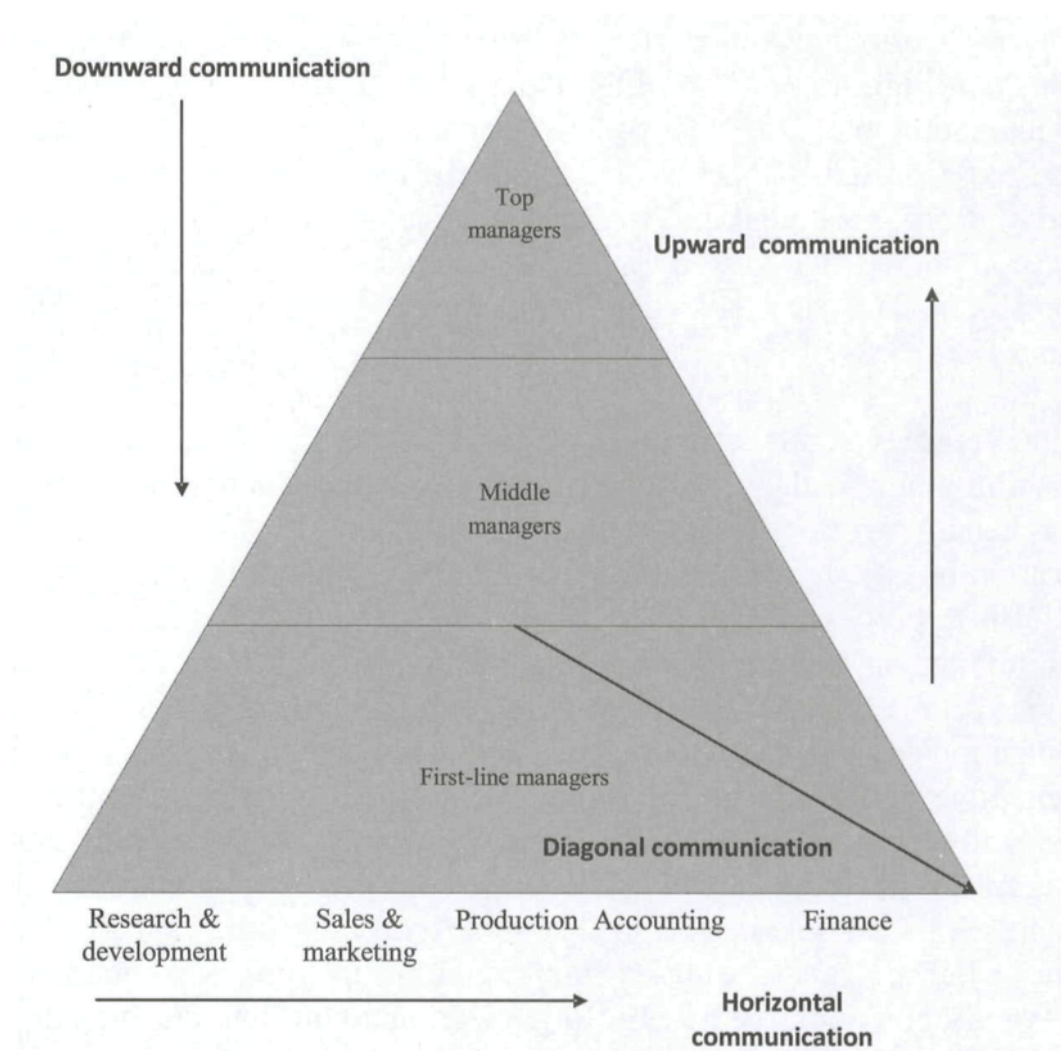 Downward communication
Top
managers
Upward communication
Middle
managers
First-line managers
Diagonal communication
Research &
development
Sales &
marketing
Production
Accounting
Finance
Horizontal
communication